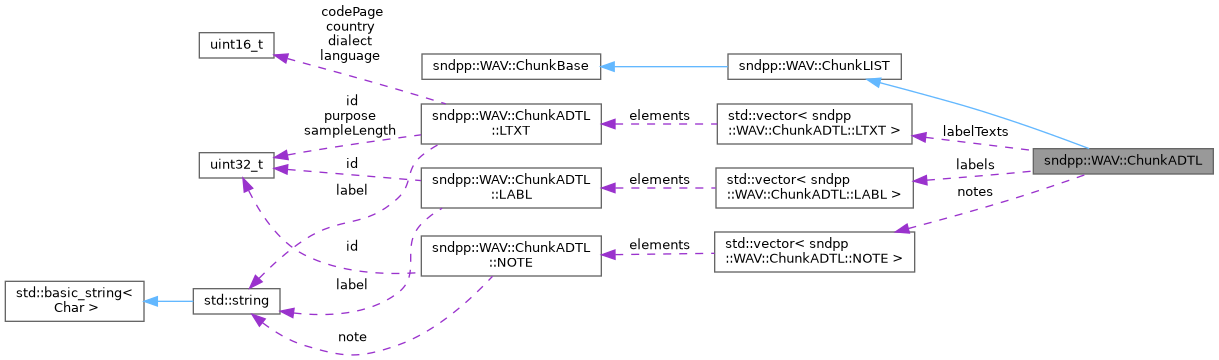 codePage
country
dialect
language
uint16_t
sndpp::WAV::ChunkBase
sndpp::WAV::ChunkLIST
id
purpose
sampleLength
sndpp::WAV::ChunkADTL
::LTXT
elements
std::vector< sndpp
::WAV::ChunkADTL::LTXT >
labelTexts
sndpp::WAV::ChunkADTL
uint32_t
id
label
sndpp::WAV::ChunkADTL
::LABL
elements
std::vector< sndpp
::WAV::ChunkADTL::LABL >
labels
notes
id
sndpp::WAV::ChunkADTL
::NOTE
elements
std::vector< sndpp
::WAV::ChunkADTL::NOTE >
label
std::basic_string<
Char >
std::string
note